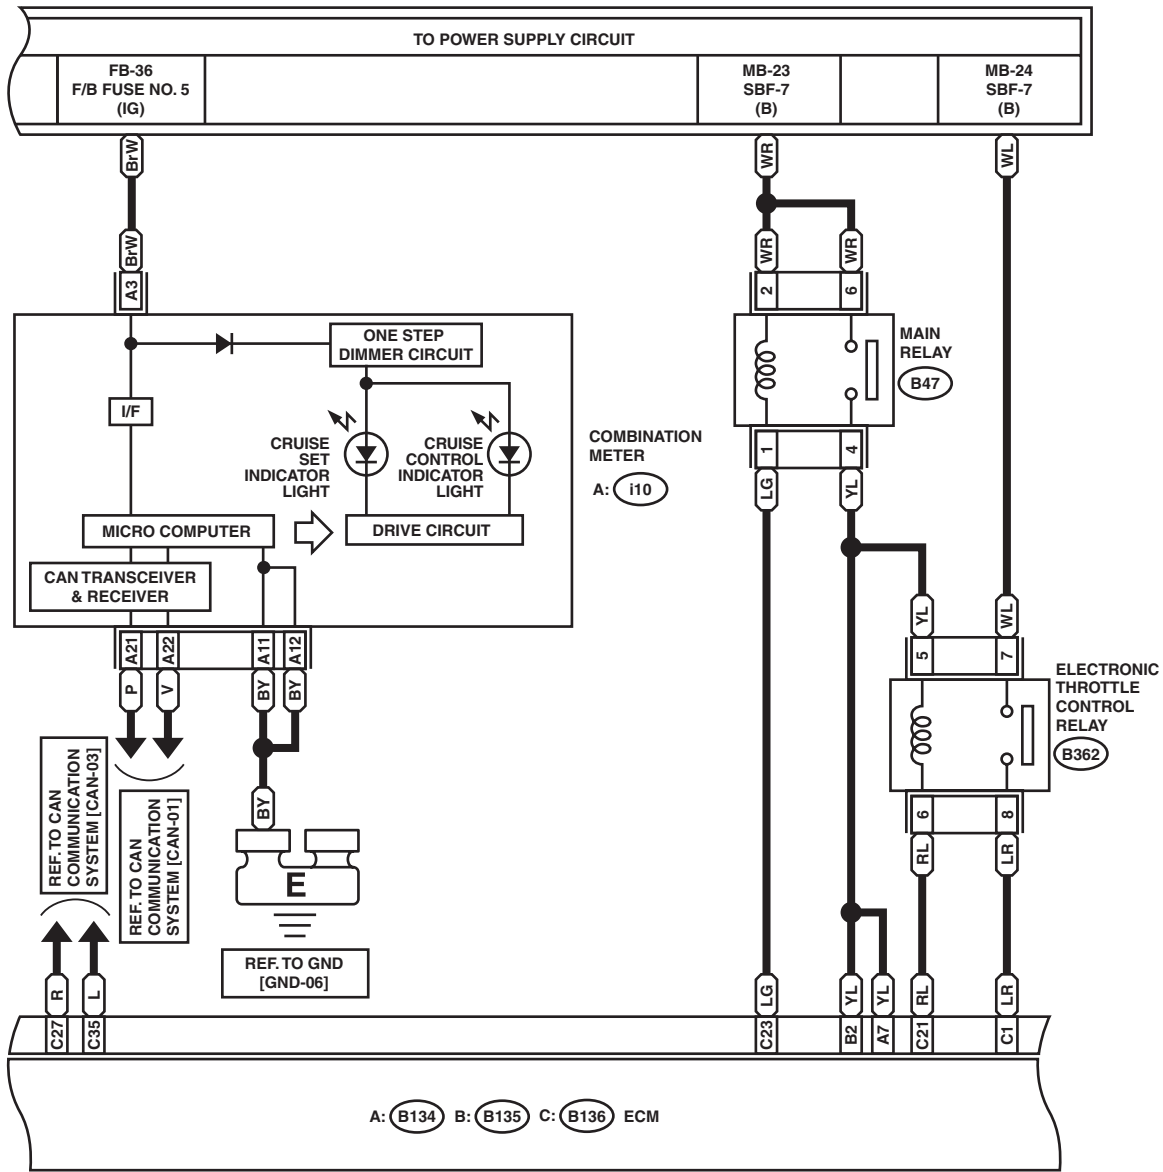 TO POWER SUPPLY CIRCUIT
FB-36
F/B FUSE NO. 5
(IG)
MB-23
SBF-7
(B)
MB-24
SBF-7
(B)
BrW
WR
WL
BrW
WR
WR
A3
2
6
ONE STEP
DIMMER CIRCUIT
MAIN
RELAY
B47
I/F
CRUISE
SET
INDICATOR
LIGHT
CRUISE
CONTROL
INDICATOR
LIGHT
COMBINATION
METER
A: i10
1
4
LG
YL
MICRO COMPUTER
DRIVE CIRCUIT
CAN TRANSCEIVER
& RECEIVER
YL
WL
A21
A22
A11
A12
5
7
P
V
BY
BY
ELECTRONIC
THROTTLE
CONTROL
RELAY
B362
REF. TO CAN
COMMUNICATION
SYSTEM [CAN-03]
REF. TO CAN
COMMUNICATION
SYSTEM [CAN-01]
BY
6
8
RL
LR
E
REF. TO GND
[GND-06]
R
L
LG
YL
YL
RL
LR
C27
C35
C23
B2
A7
C21
C1
A: B134 B: B135 C: B136 ECM